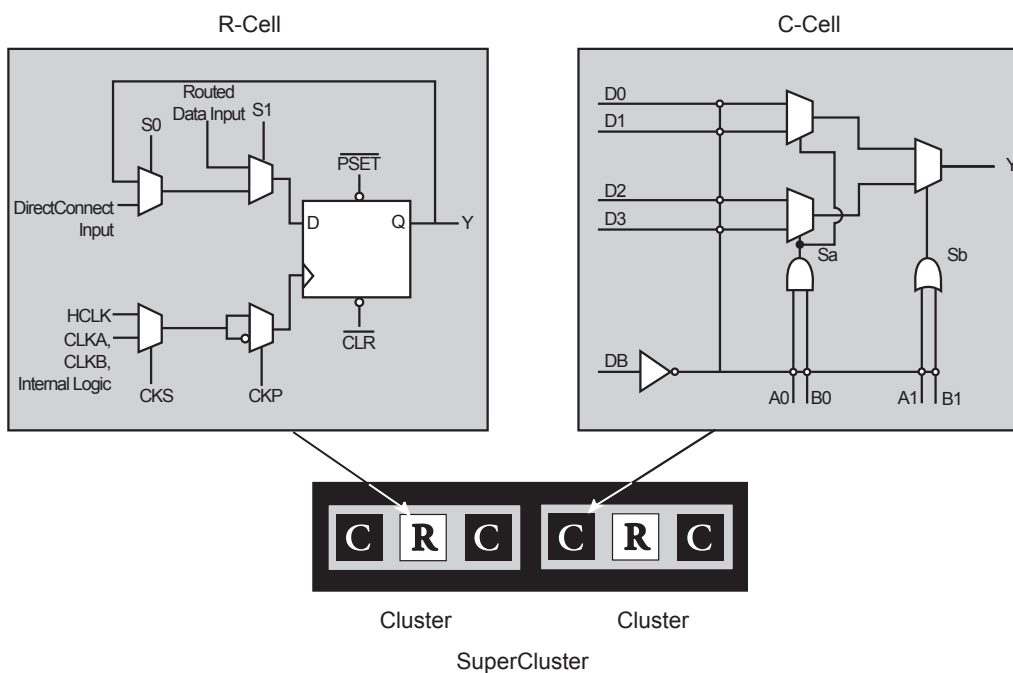 R-Cell
C-Cell
Routed
Data Input
S1
S0
PSET
DirectConnect
Input
D
Q
Y
HCLK
CLKA,
CLKB,
Internal Logic
CKS
CKP
CLR
D0
D1
D2
D3
Sa
Sb
Y
DB
A0
B0
A1
B1
C
R
C
C
R
C
Cluster
Cluster
SuperCluster